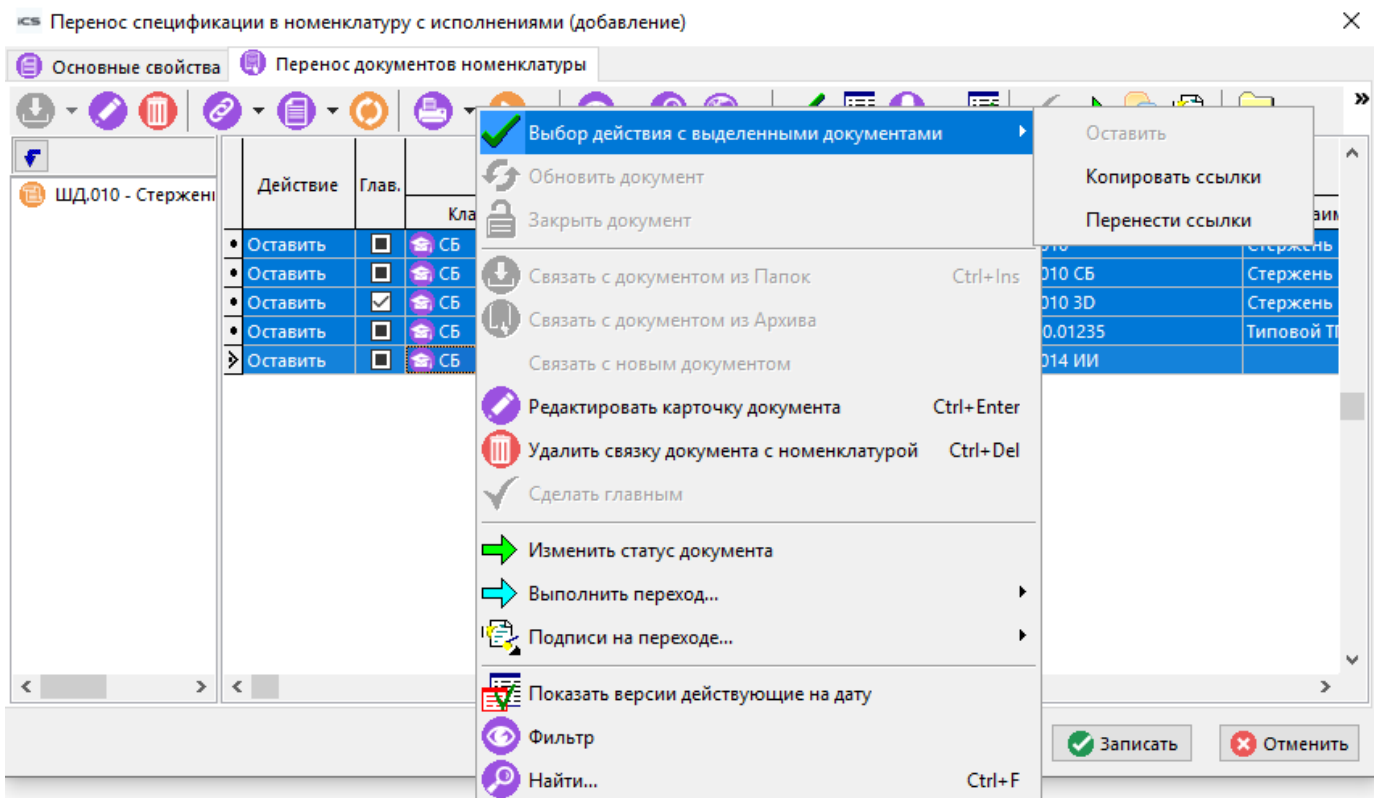 iCS Перенос спецификации в номенклатуру с исполнениями (добавление)
Основные свойства
Перенос документов номенклатуры
ШД.010 - Стержен
Действие
Глав.
Кла
Оставить СБ 010 Стержень
Оставить СБ 010 СБ Стержень
Оставить СБ 010 3D Стержень
Оставить СБ 0.01235 Типовой ТП
Оставить СБ 014 ИИ
Выбор действия с выделенными документами
Обновить документ
Закрыть документ
Связать с документом из Папок Ctrl+Ins
Связать с документом из Архива
Связать с новым документом
Редактировать карточку документа Ctrl+Enter
Удалить связку документа с номенклатурой Ctrl+Del
Сделать главным
Изменить статус документа
Выполнить переход...
Подписи на переходе...
Показать версии действующие на дату
Фильтр
Найти... Ctrl+F
Оставить
Копировать ссылки
Перенести ссылки
Записать
Отменить